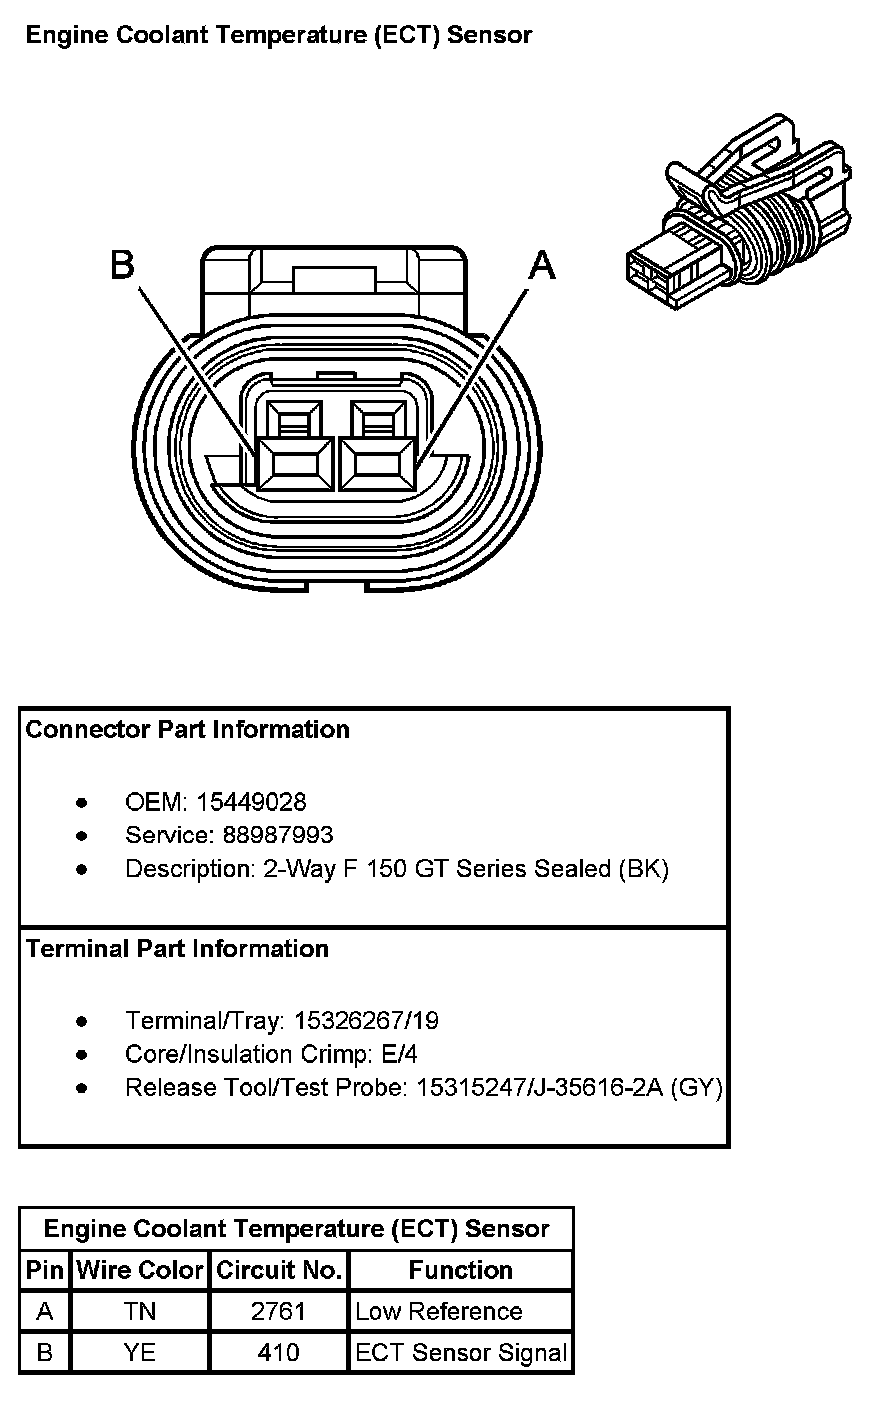 Engine Coolant Temperature (ECT) Sensor
B
A
Connector Part Information
● OEM: 15449028
● Service: 88987993
● Description: 2-Way F 150 GT Series Sealed (BK)
Terminal Part Information
● Terminal/Tray: 15326267/19
● Core/Insulation Crimp: E/4
● Release Tool/Test Probe: 15315247/J-35616-2A (GY)
Engine Coolant Temperature (ECT) Sensor
Pin Wire Color Circuit No. Function
A TN 2761 Low Reference
B YE 410 ECT Sensor Signal